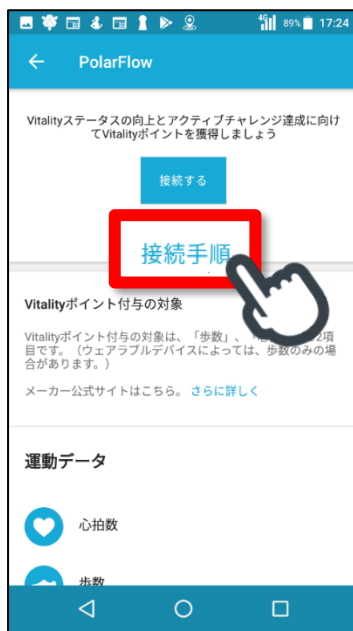 4G 89% 17:24
PolarFlow
Vitalityステータスの向上とアクティブチャレンジ達成に向け
てVitalityポイントを獲得しましょう
接続する
接続手順
Vitalityポイント付与の対象
Vitalityポイント付与の対象は、「歩数」、 2項
目です。（ウェアラブルデバイスによっては、歩数のみの場
合があります。）
メーカー公式サイトはこちら。さらに詳しく
運動データ
心拍数
歩数